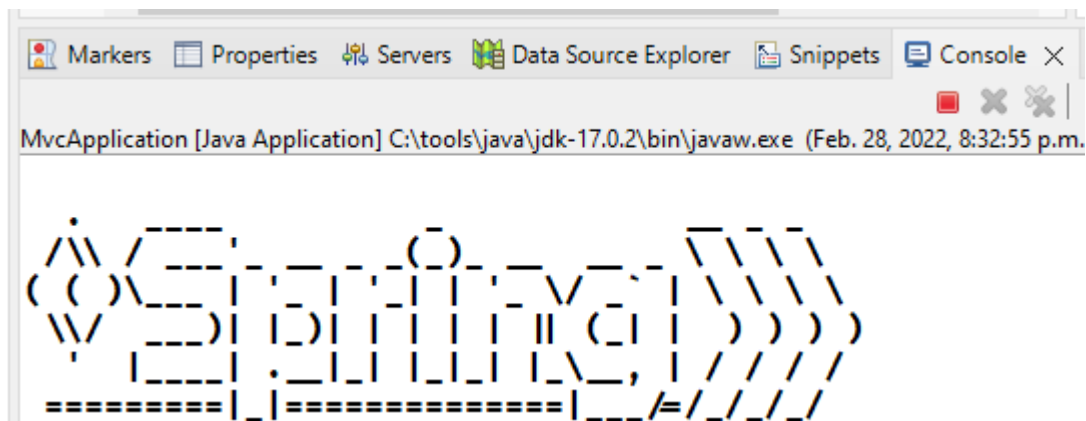 Markers Properties Servers Data Source Explorer Snippets Console
MvcApplication [Java Application] C:\tools\java\jdk-17.0.2\bin\javaw.exe (Feb. 28, 2022, 8:32:55 p.m.
  .   ____          _            __ _ _
 /\\ / ___'_ __ _ _(_)_ __  __ _ \ \ \ \
( ( )\___ | '_ | '_| | '_ \/ _` | \ \ \ \
 \\/  ___)| |_)| | | | | || (_| |  ) ) ) )
  '  |____| .__|_| |_|_| |_\__, | / / / /
 =========|_|==============|___/=/_/_/_/